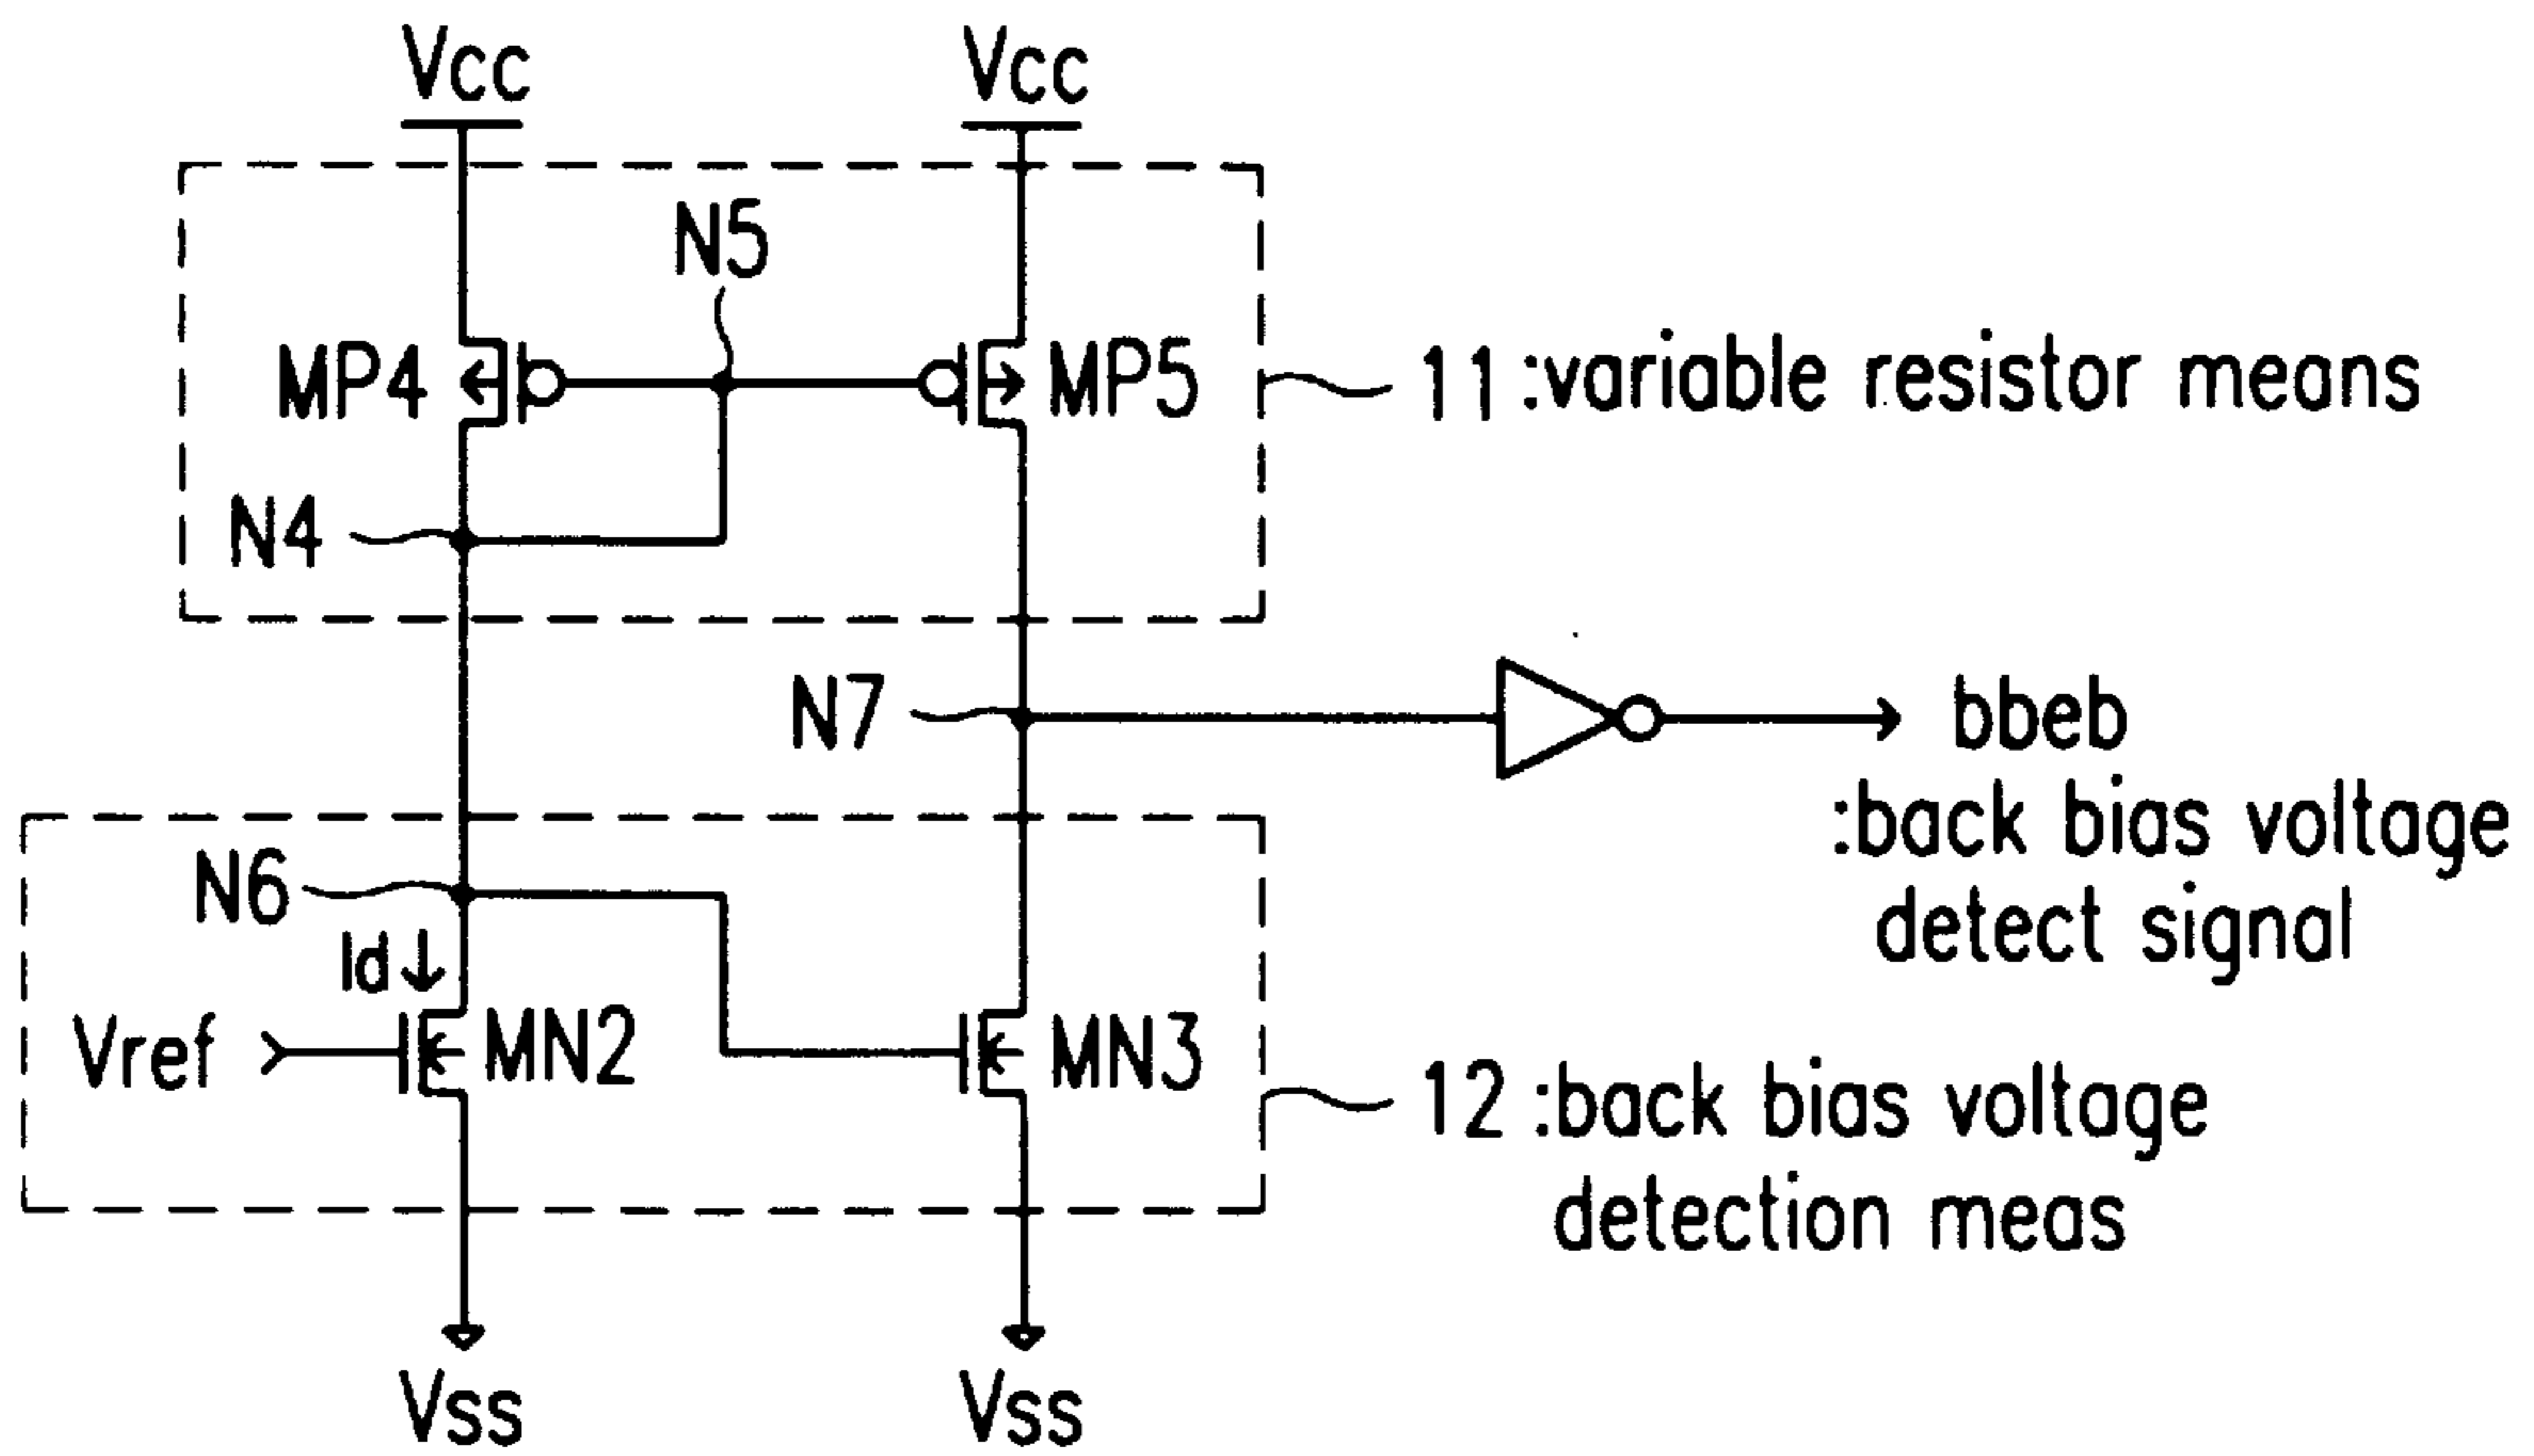 Vcc
Vcc
N5
MP4
MP5
11 :variable resistor means
N4
N7
bbeb
:back bias voltage
detect signal
N6
Id
Vref
MN2
MN3
12 :back bias voltage
detection meas
Vss
Vss